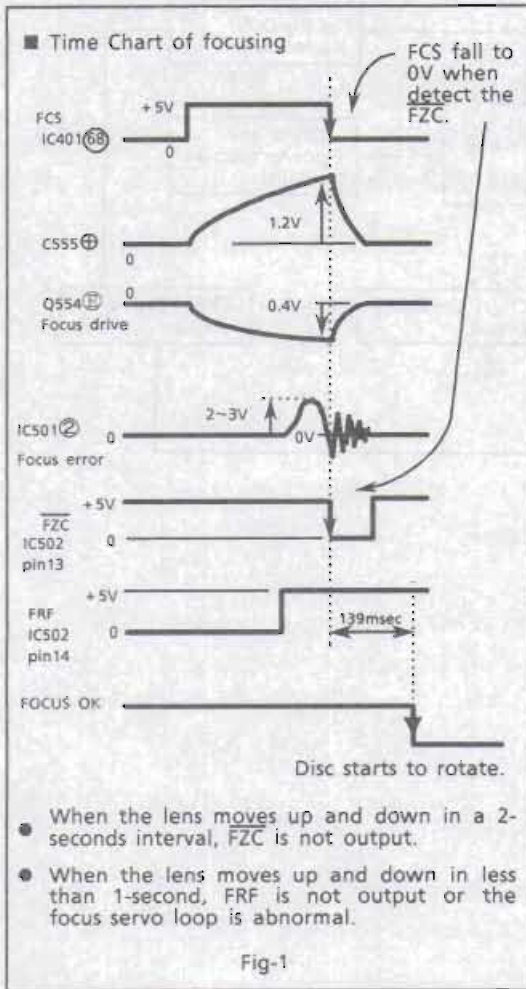 ■ Time Chart of focusing
FCS fall to
0V when
detect the
F̅Z̅C̅.
FCS
IC401 68
+5V
0
C555⊕
0
1.2V
0
Q554Ⓔ
Focus drive
0.4V
IC501②
0
Focus error
2~3V
0V
F̅Z̅C̅
IC502
pin13
+5V
0
FRF
IC502
pin14
+5V
0
139msec
FOCUS OK
Disc starts to rotate.
● When the lens moves up and down in a 2-
seconds interval, F̅Z̅C̅ is not output.
● When the lens moves up and down in less
than 1-second, FRF is not output or the
focus servo loop is abnormal.
Fig-1